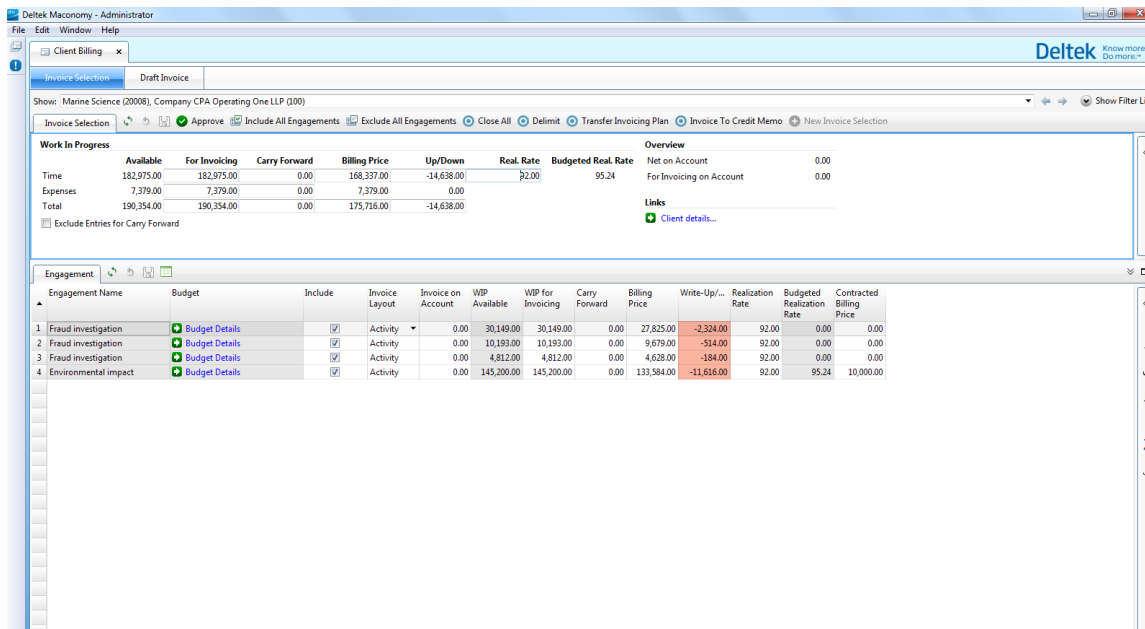 Deltek Maconomy - Administrator
File Edit Window Help
Client Billing
Deltek Know more. Do more.™
Invoice Selection Draft Invoice
Show: Marine Science (20008), Company CPA Operating One LLP (100) Show Filter Li
Invoice Selection Approve Include All Engagements Exclude All Engagements Close All Delimit Transfer Invoicing Plan Invoice To Credit Memo New Invoice Selection
Work In Progress Overview
Available For Invoicing Carry Forward Billing Price Up/Down Real. Rate Budgeted Real. Rate Net on Account 0.00
Time 182,975.00 182,975.00 0.00 168,337.00 -14,638.00 92.00 95.24 For Invoicing on Account 0.00
Expenses 7,379.00 7,379.00 0.00 7,379.00 0.00
Total 190,354.00 190,354.00 0.00 175,716.00 -14,638.00 Links
Exclude Entries for Carry Forward Client details...
Engagement
Engagement Name Budget Include Invoice Layout Invoice on Account WIP Available WIP for Invoicing Carry Forward Billing Price Write-Up/... Realization Rate Budgeted Realization Rate Contracted Billing Price
1 Fraud investigation Budget Details Activity 0.00 30,149.00 30,149.00 0.00 27,825.00 -2,324.00 92.00 0.00 0.00
2 Fraud investigation Budget Details Activity 0.00 10,193.00 10,193.00 0.00 9,679.00 -514.00 92.00 0.00 0.00
3 Fraud investigation Budget Details Activity 0.00 4,812.00 4,812.00 0.00 4,628.00 -184.00 92.00 0.00 0.00
4 Environmental impact Budget Details Activity 0.00 145,200.00 145,200.00 0.00 133,584.00 -11,616.00 92.00 95.24 10,000.00